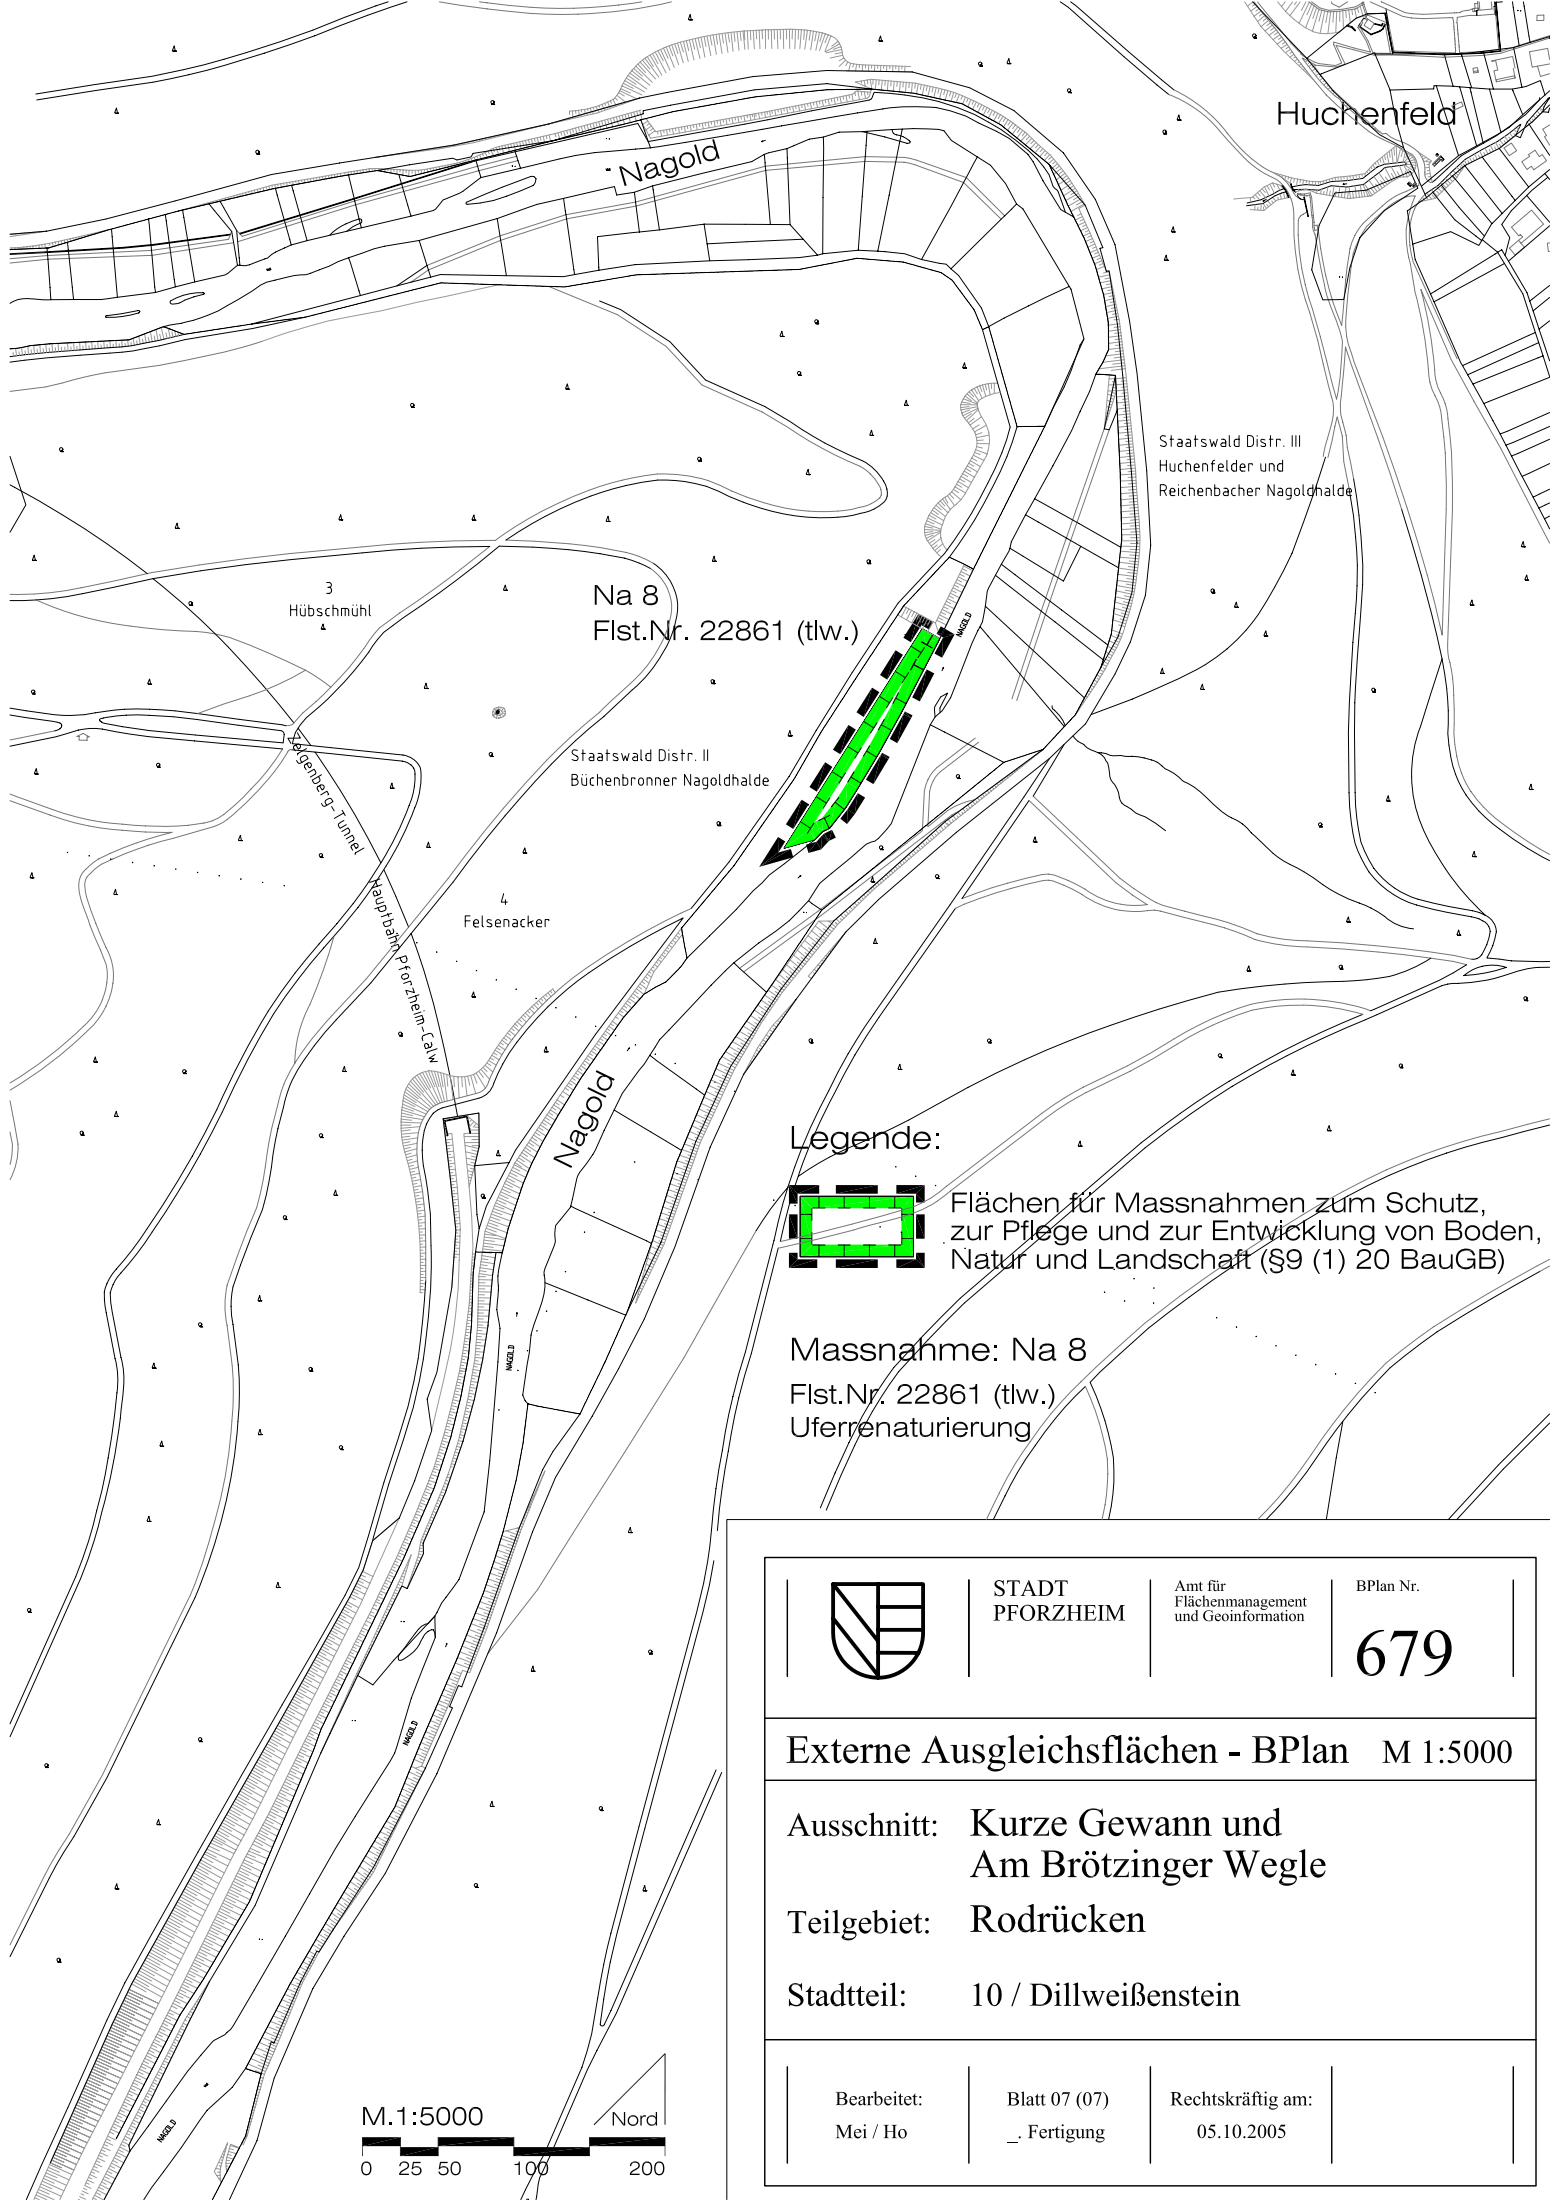 Huchenfeld
Nagold
Staatswald Distr. III
Huchenfelder und
Reichenbacher Nagoldhalde
3
Hübschmühl
Na 8
Flst.Nr. 22861 (tlw.)
NAGOLD
Staatswald Distr. II
Büchenbronner Nagoldhalde
Zelgenberg-Tunnel
Hauptbahn Pforzheim-Calw
4
Felsenacker
Nagold
NAGOLD
NAGOLD
NAGOLD
Legende:
Flächen für Massnahmen zum Schutz,
zur Pflege und zur Entwicklung von Boden,
Natur und Landschaft (§9 (1) 20 BauGB)
Massnahme: Na 8
Flst.Nr. 22861 (tlw.)
Uferrenaturierung
STADT
PFORZHEIM
Amt für
Flächenmanagement
und Geoinformation
BPlan Nr.
679
Externe Ausgleichsflächen - BPlan M 1:5000
Ausschnitt: Kurze Gewann und
Am Brötzinger Wegle
Teilgebiet: Rodrücken
Stadtteil: 10 / Dillweißenstein
Bearbeitet:
Mei / Ho
Blatt 07 (07)
_. Fertigung
Rechtskräftig am:
05.10.2005
M.1:5000
Nord
0 25 50 100 200